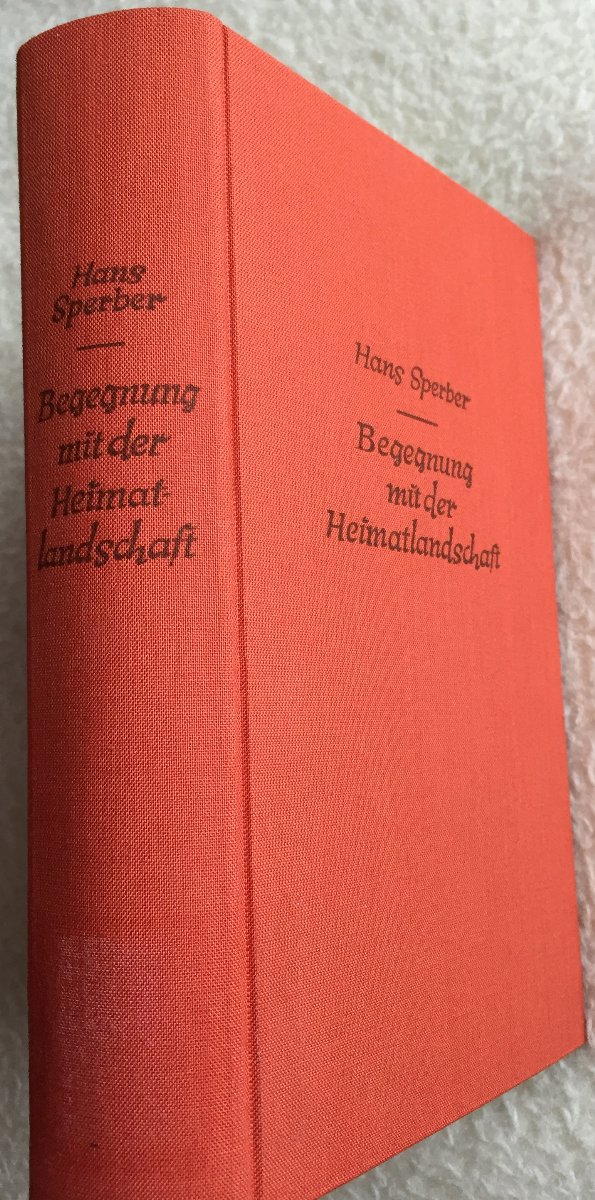 Hans
Sperber
Begegnung
mit der
Heimat-
landschaft
Hans Sperber
Begegnung
mit der
Heimatlandschaft